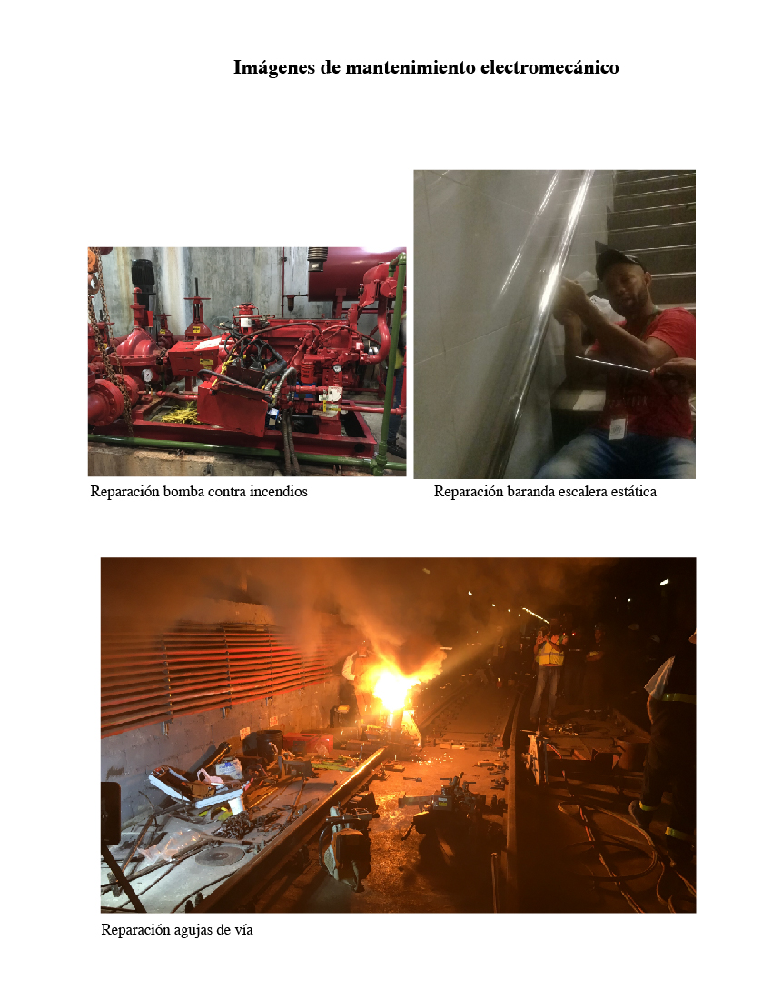 Imágenes de mantenimiento electromecánico
Reparación bomba contra incendios
Reparación baranda escalera estática
Reparación agujas de vía